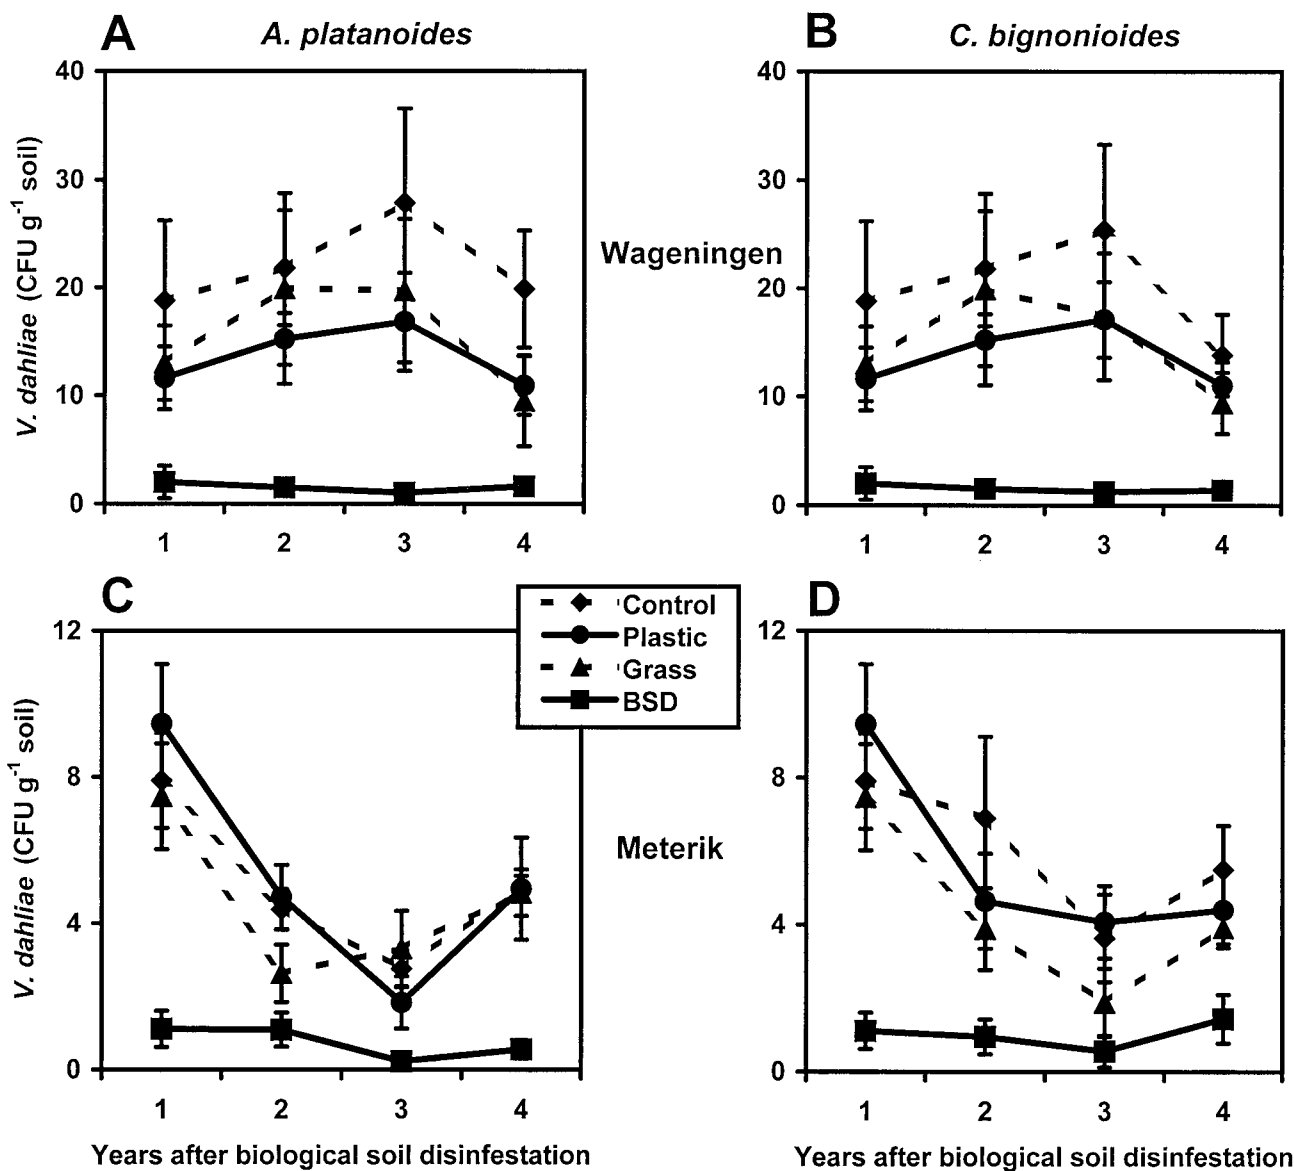 A
A. platanoides
B
C. bignonioides
40
30
20
10
0
V. dahliae (CFU g⁻¹ soil)
1 2 3 4
Wageningen
40
30
20
10
0
1 2 3 4
C
D
Control
Plastic
Grass
BSD
12
8
4
0
V. dahliae (CFU g⁻¹ soil)
1 2 3 4
Years after biological soil disinfestation
Meterik
12
8
4
0
1 2 3 4
Years after biological soil disinfestation